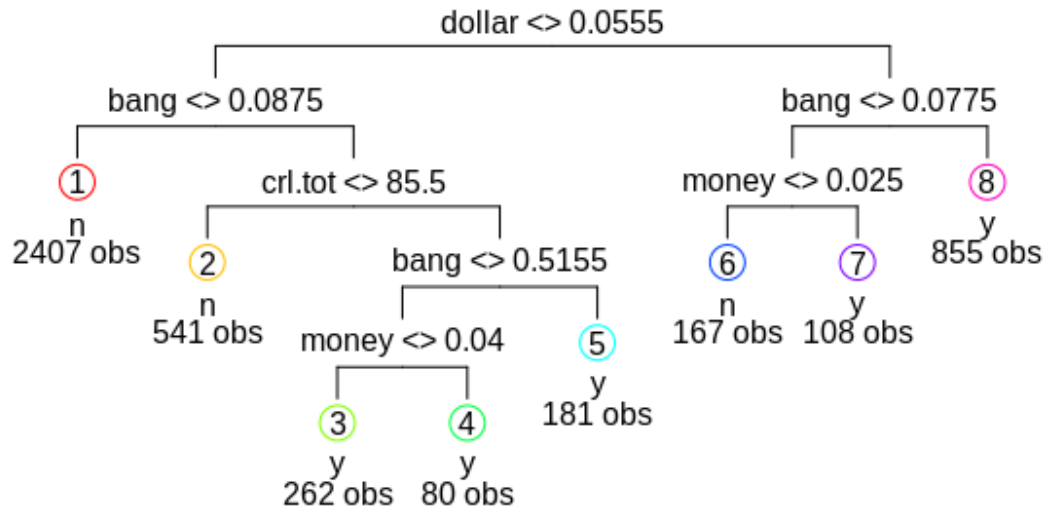 dollar <> 0.0555
bang <> 0.0875
bang <> 0.0775
1
n
2407 obs
crl.tot <> 85.5
money <> 0.025
8
y
855 obs
2
n
541 obs
bang <> 0.5155
6
n
167 obs
7
y
108 obs
money <> 0.04
5
y
181 obs
3
y
262 obs
4
y
80 obs